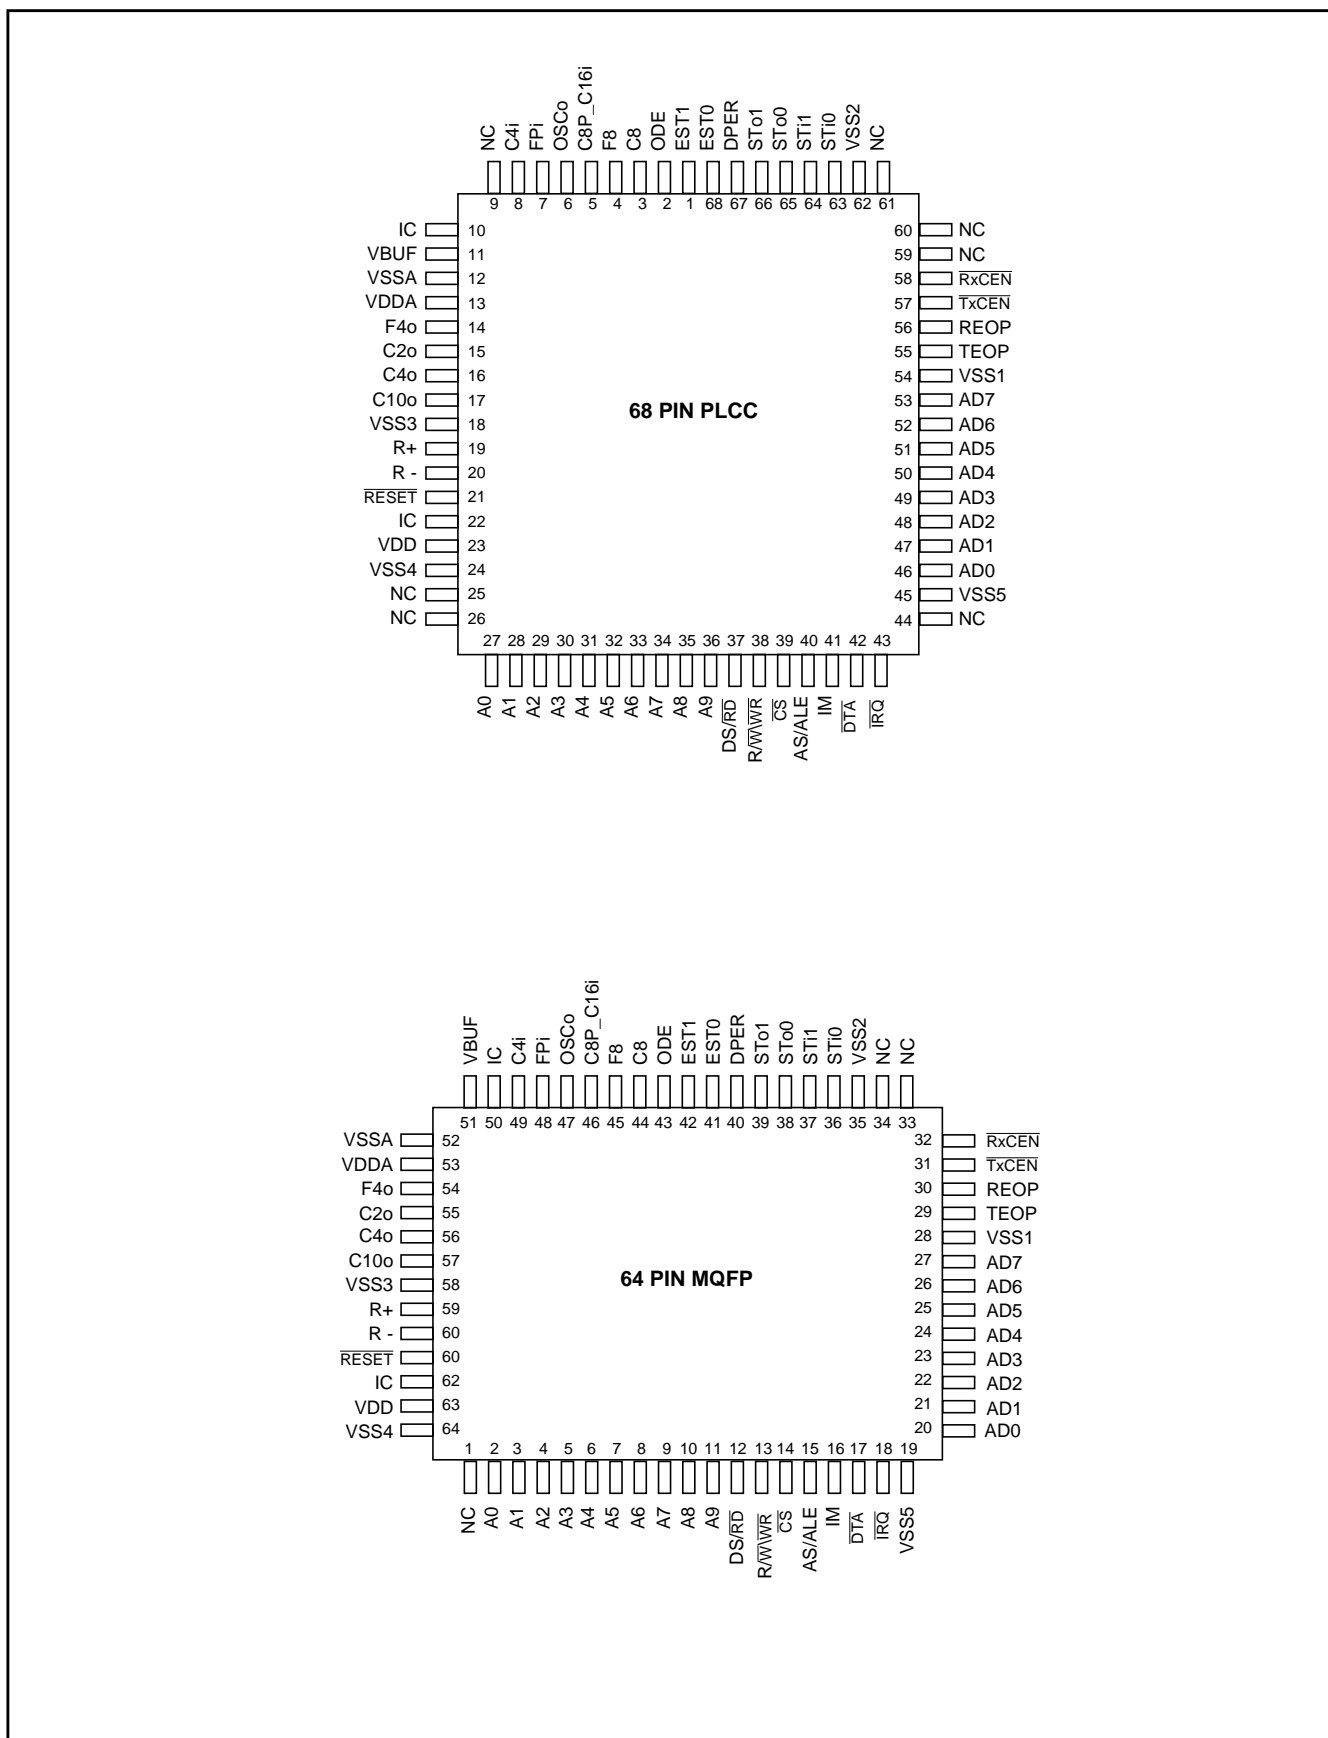 NC
C4i
FPi
OSCo
C8P_C16i
F8
C8
ODE
EST1
EST0
DPER
STo1
STo0
STi1
STi0
VSS2
NC
9 8 7 6 5 4 3 2 1 68 67 66 65 64 63 62 61
IC 10 60 NC
VBUF 11 59 NC
VSSA 12 58 RxCEN
VDDA 13 57 TxCEN
F4o 14 56 REOP
C2o 15 55 TEOP
C4o 16 54 VSS1
C10o 17 53 AD7
68 PIN PLCC
VSS3 18 52 AD6
R+ 19 51 AD5
R - 20 50 AD4
RESET 21 49 AD3
IC 22 48 AD2
VDD 23 47 AD1
VSS4 24 46 AD0
NC 25 45 VSS5
NC 26 44 NC
27 28 29 30 31 32 33 34 35 36 37 38 39 40 41 42 43
A0
A1
A2
A3
A4
A5
A6
A7
A8
A9
DS/RD
R/W\WR
CS
AS/ALE
IM
DTA
IRQ
VBUF
IC
C4i
FPi
OSCo
C8P_C16i
F8
C8
ODE
EST1
EST0
DPER
STo1
STo0
STi1
STi0
VSS2
NC
NC
51 50 49 48 47 46 45 44 43 42 41 40 39 38 37 36 35 34 33
VSSA 52 32 RxCEN
VDDA 53 31 TxCEN
F4o 54 30 REOP
C2o 55 29 TEOP
C4o 56 28 VSS1
C10o 57 27 AD7
64 PIN MQFP
VSS3 58 26 AD6
R+ 59 25 AD5
R - 60 24 AD4
RESET 60 23 AD3
IC 62 22 AD2
VDD 63 21 AD1
VSS4 64 20 AD0
1 2 3 4 5 6 7 8 9 10 11 12 13 14 15 16 17 18 19
NC
A0
A1
A2
A3
A4
A5
A6
A7
A8
A9
DS/RD
R/W\WR
CS
AS/ALE
IM
DTA
IRQ
VSS5